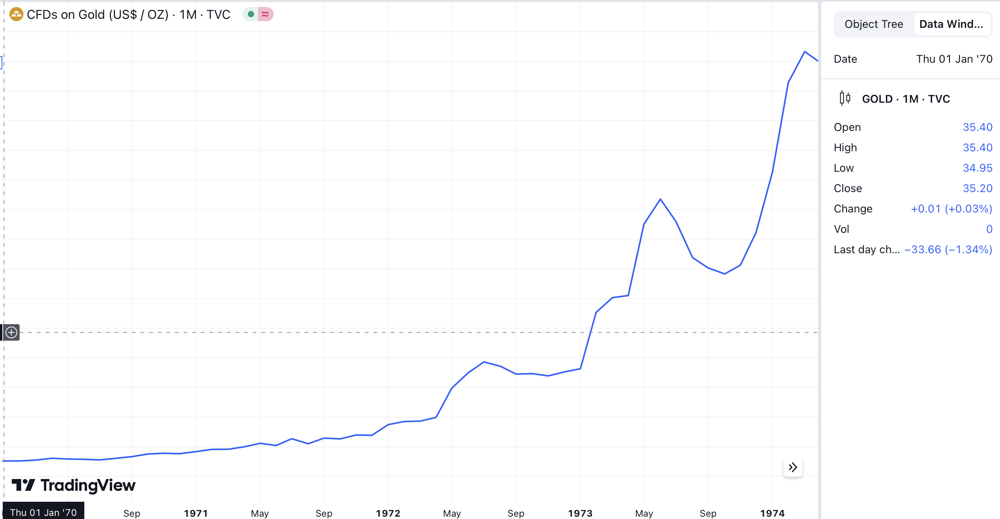 CFDs on Gold (US$ / OZ) · 1M · TVC
Object Tree
Data Wind...
Date Thu 01 Jan '70
GOLD · 1M · TVC
Open 35.40
High 35.40
Low 34.95
Close 35.20
Change +0.01 (+0.03%)
Vol 0
Last day ch... −33.66 (−1.34%)
TradingView
Thu 01 Jan '70 Sep 1971 May Sep 1972 May Sep 1973 May Sep 1974